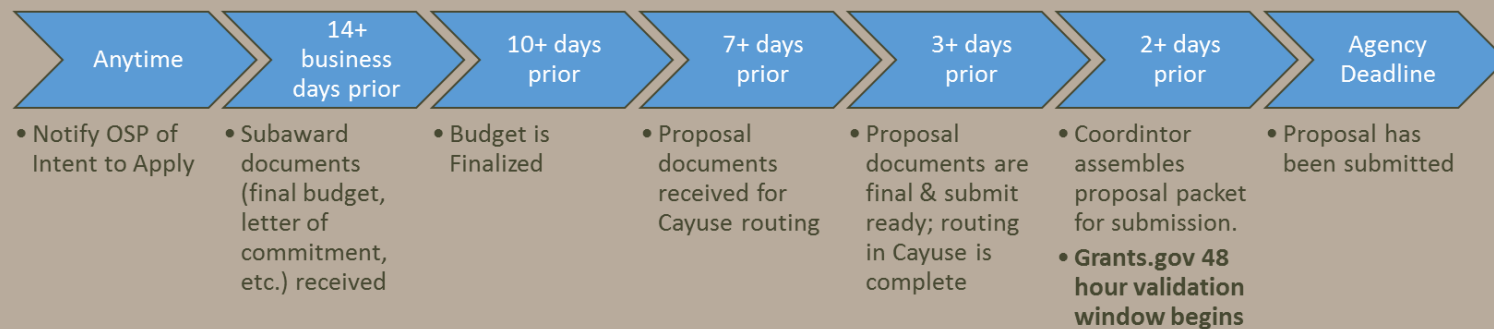 Anytime
14+
business
days prior
10+ days
prior
7+ days
prior
3+ days
prior
2+ days
prior
Agency
Deadline
• Notify OSP of
Intent to Apply
• Subaward
documents
(final budget,
letter of
commitment,
etc.) received
• Budget is
Finalized
• Proposal
documents
received for
Cayuse routing
• Proposal
documents are
final & submit
ready; routing
in Cayuse is
complete
• Coordintor
assembles
proposal packet
for submission.
• Grants.gov 48
hour validation
window begins
• Proposal has
been submitted